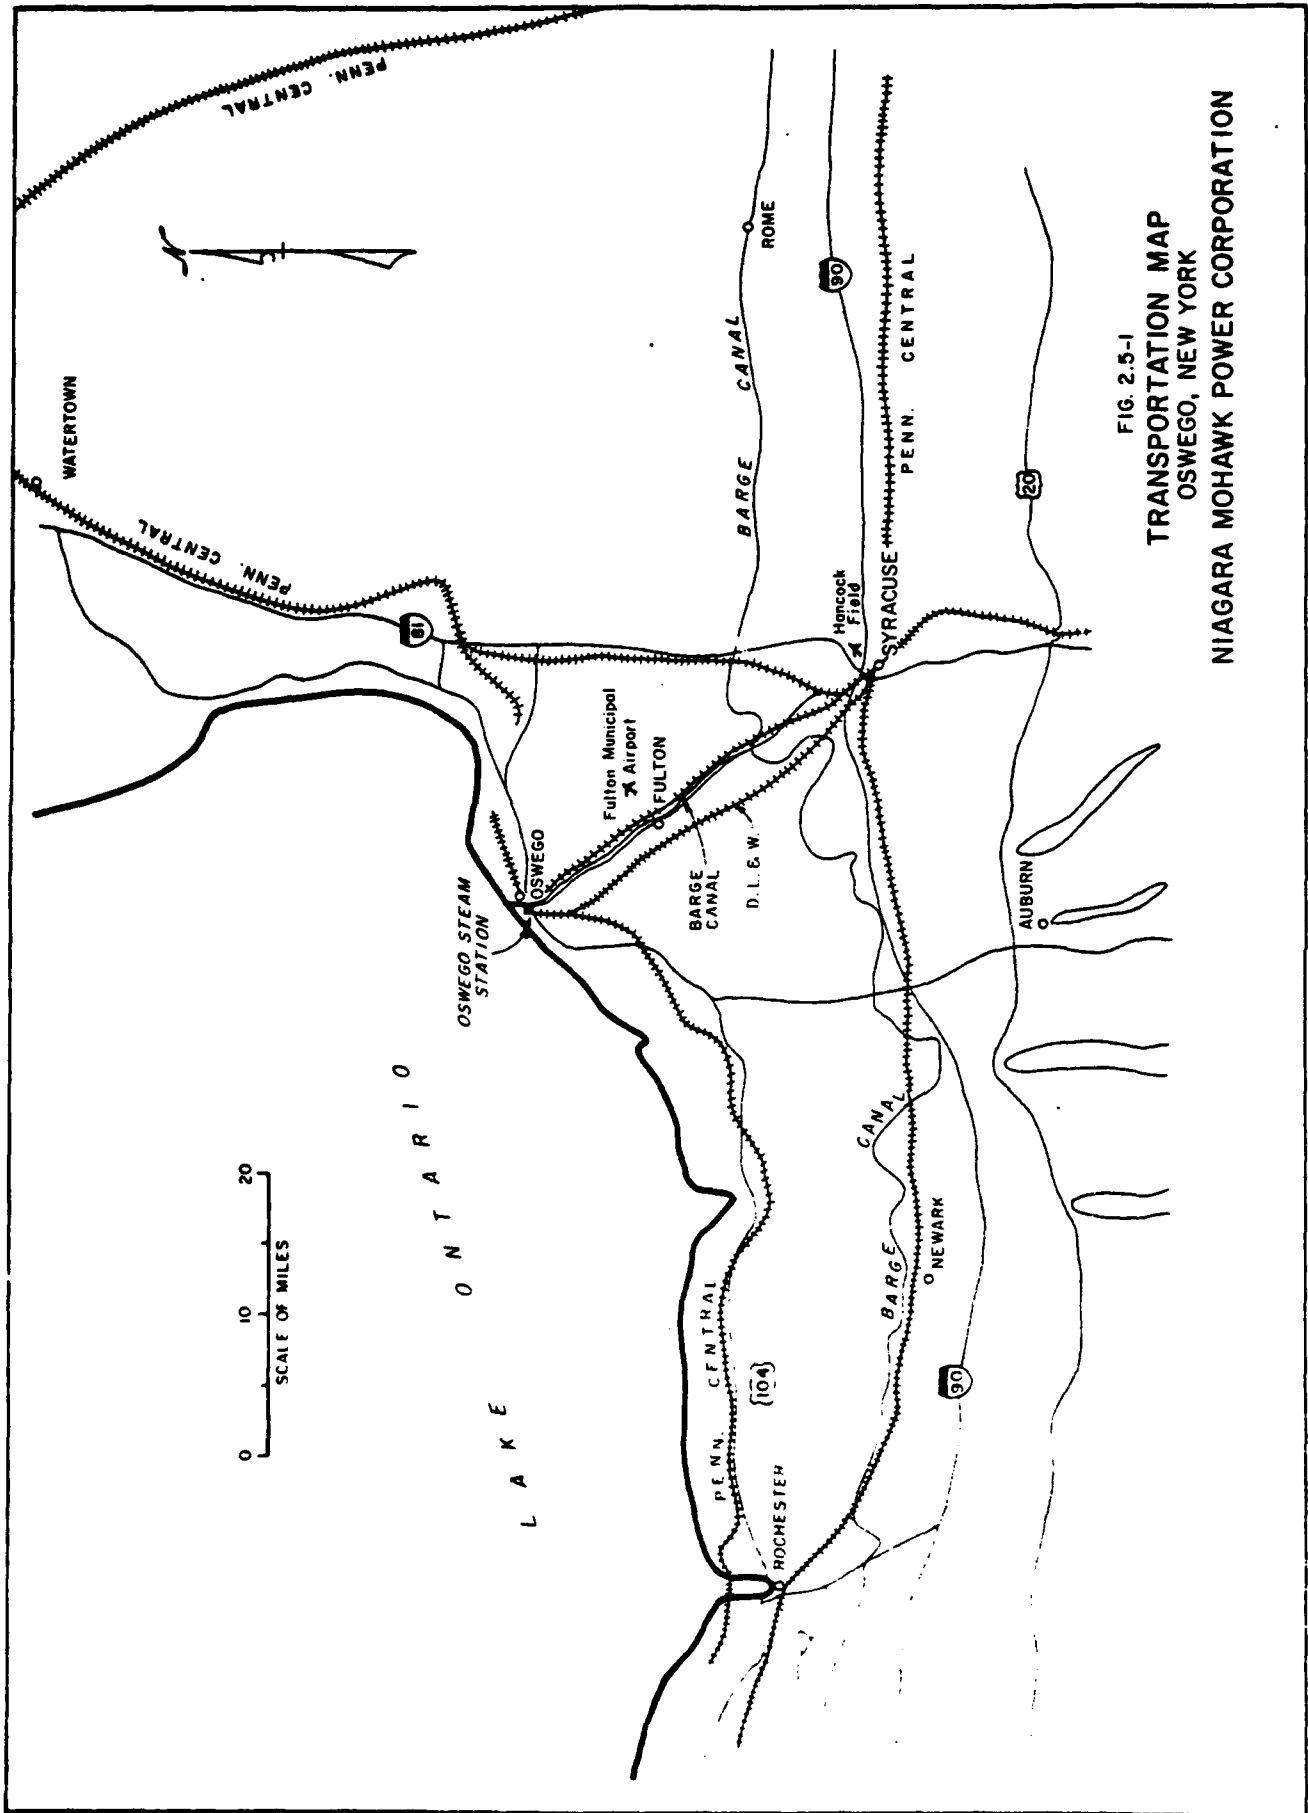 PENN. CENTRAL
WATERTOWN
PENN. CENTRAL
81
N
BARGE CANAL
ROME
90
PENN. CENTRAL
20
Hancock
Field
SYRACUSE
Fulton Municipal
Airport
FULTON
OSWEGO
OSWEGO STEAM
STATION
BARGE
CANAL
D.L. & W.
AUBURN
LAKE ONTARIO
0 10 20
SCALE OF MILES
PENN. CENTRAL
104
ROCHESTER
BARGE CANAL
NEWARK
90
FIG. 2.5-1
TRANSPORTATION MAP
OSWEGO, NEW YORK
NIAGARA MOHAWK POWER CORPORATION